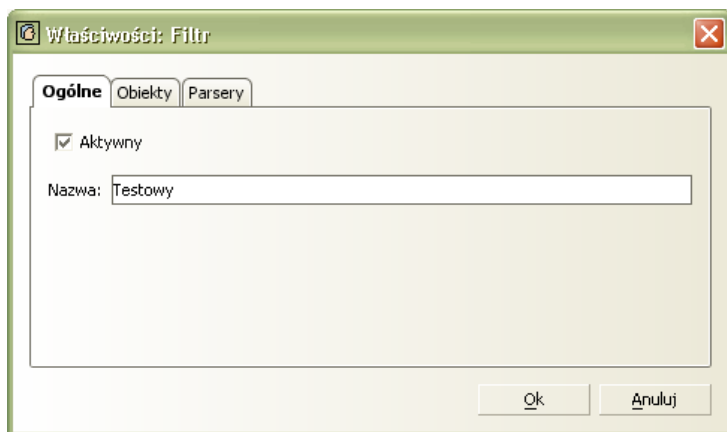 Właściwości: Filtr
Ogólne Obiekty Parsery
Aktywny
Nazwa: Testowy
Ok Anuluj